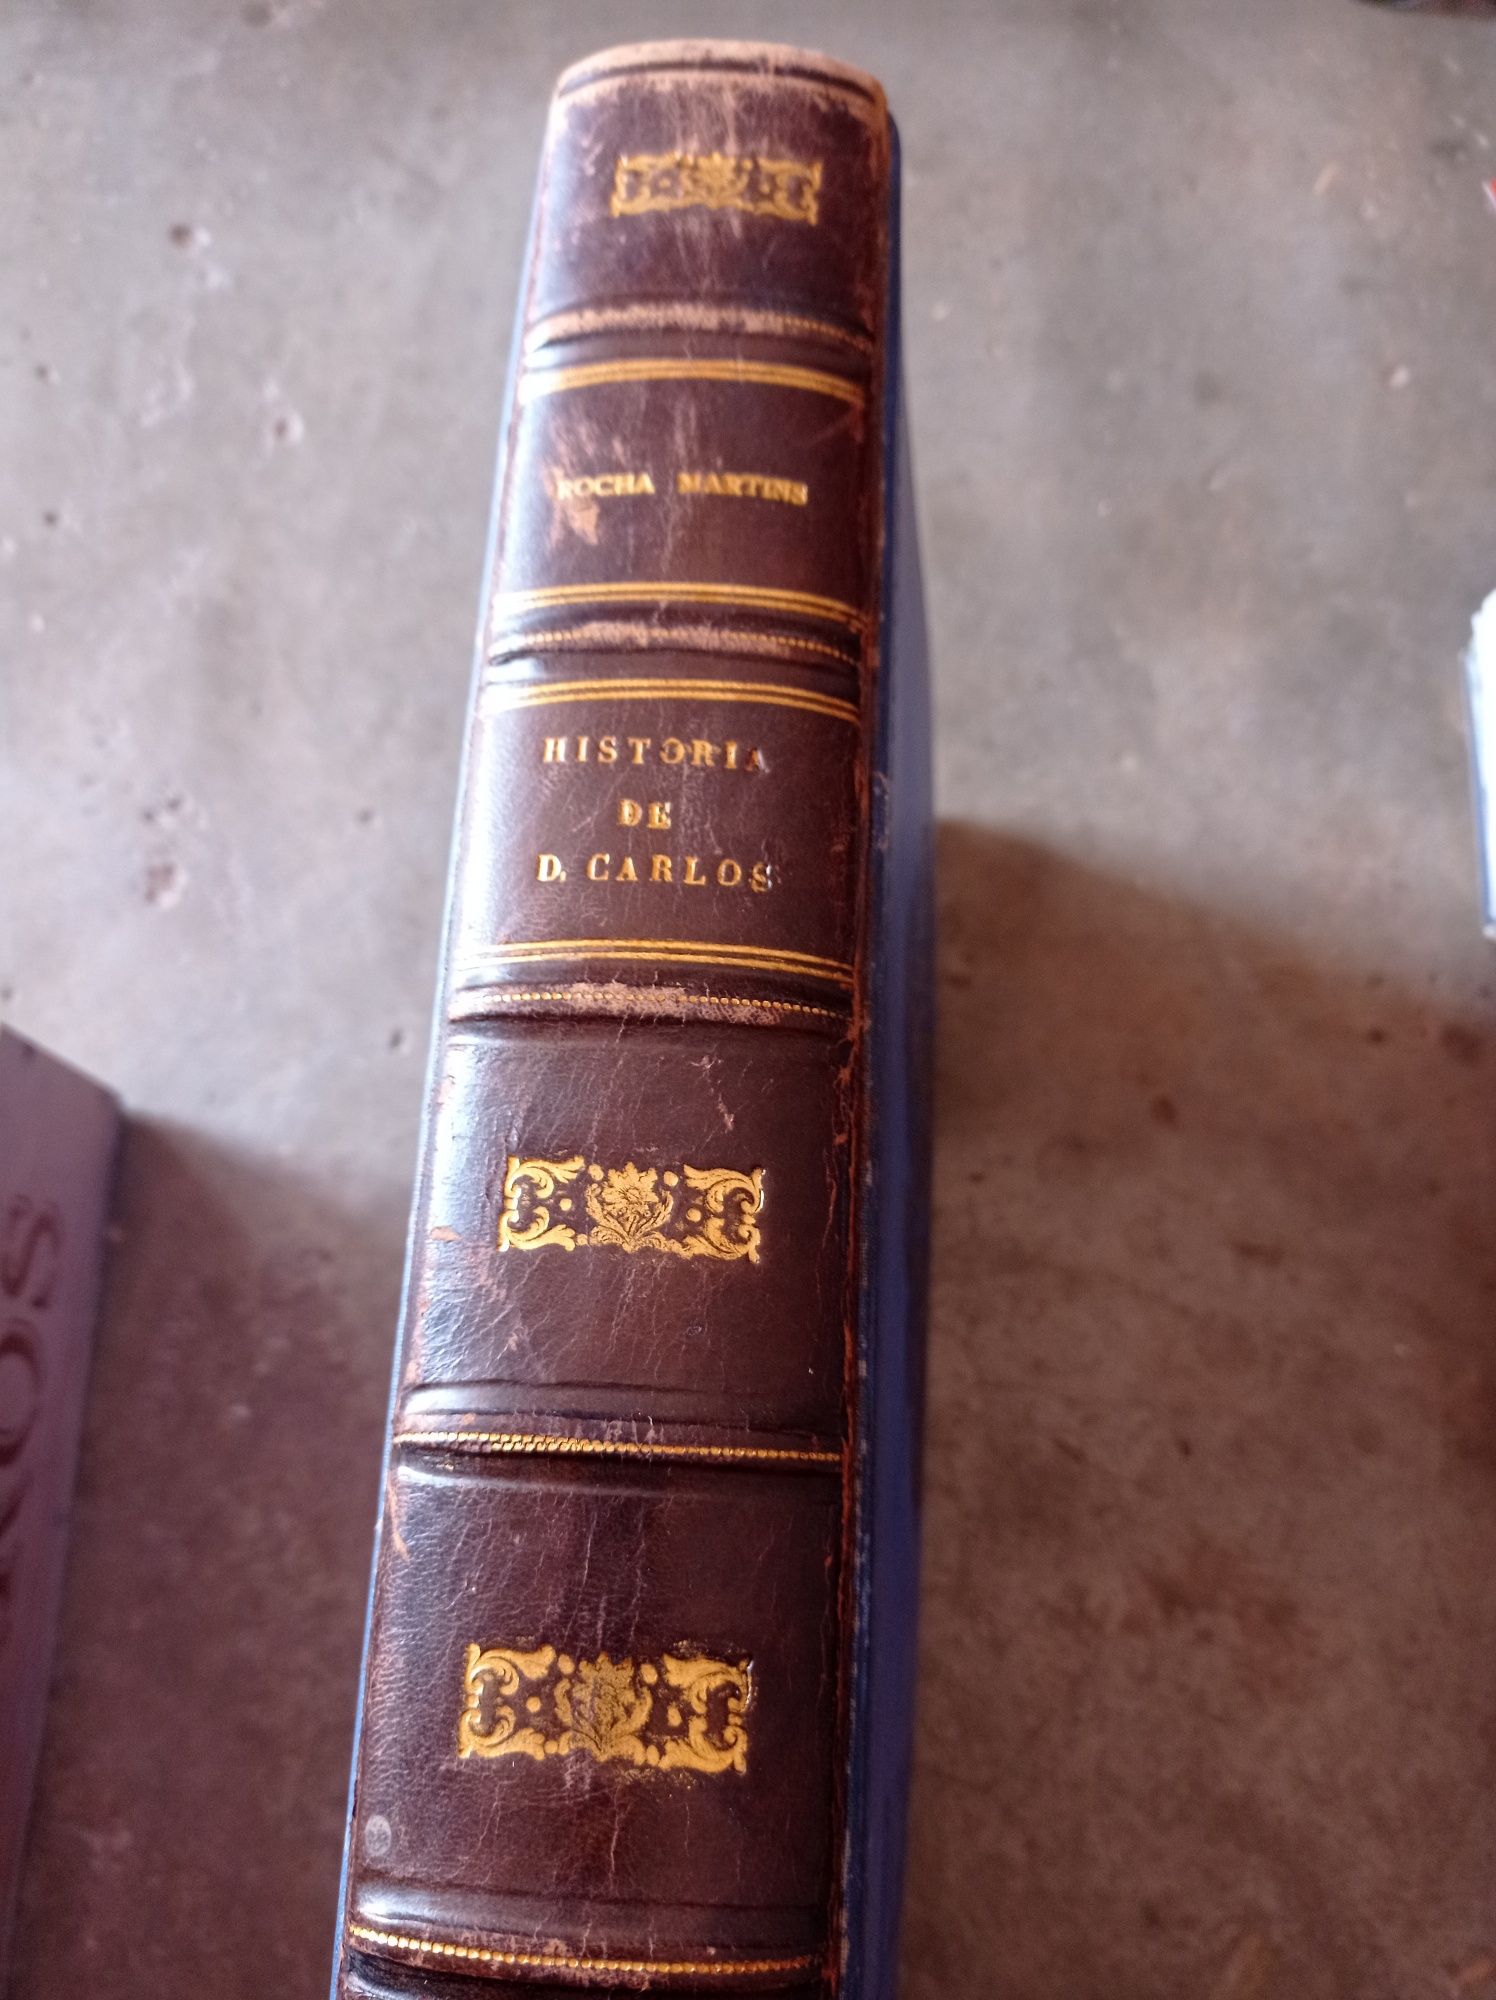 ROCHA MARTINS
HISTORIA
DE
D. CARLOS